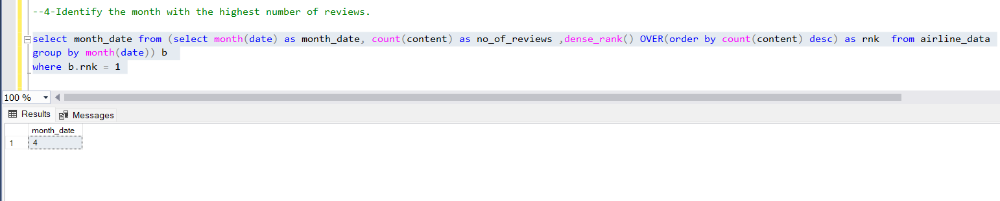 --4-Identify the month with the highest number of reviews.
select month_date from (select month(date) as month_date, count(content) as no_of_reviews ,dense_rank() OVER(order by count(content) desc) as rnk  from airline_data
group by month(date)) b
where b.rnk = 1
100 %
Results Messages
month_date
1 4